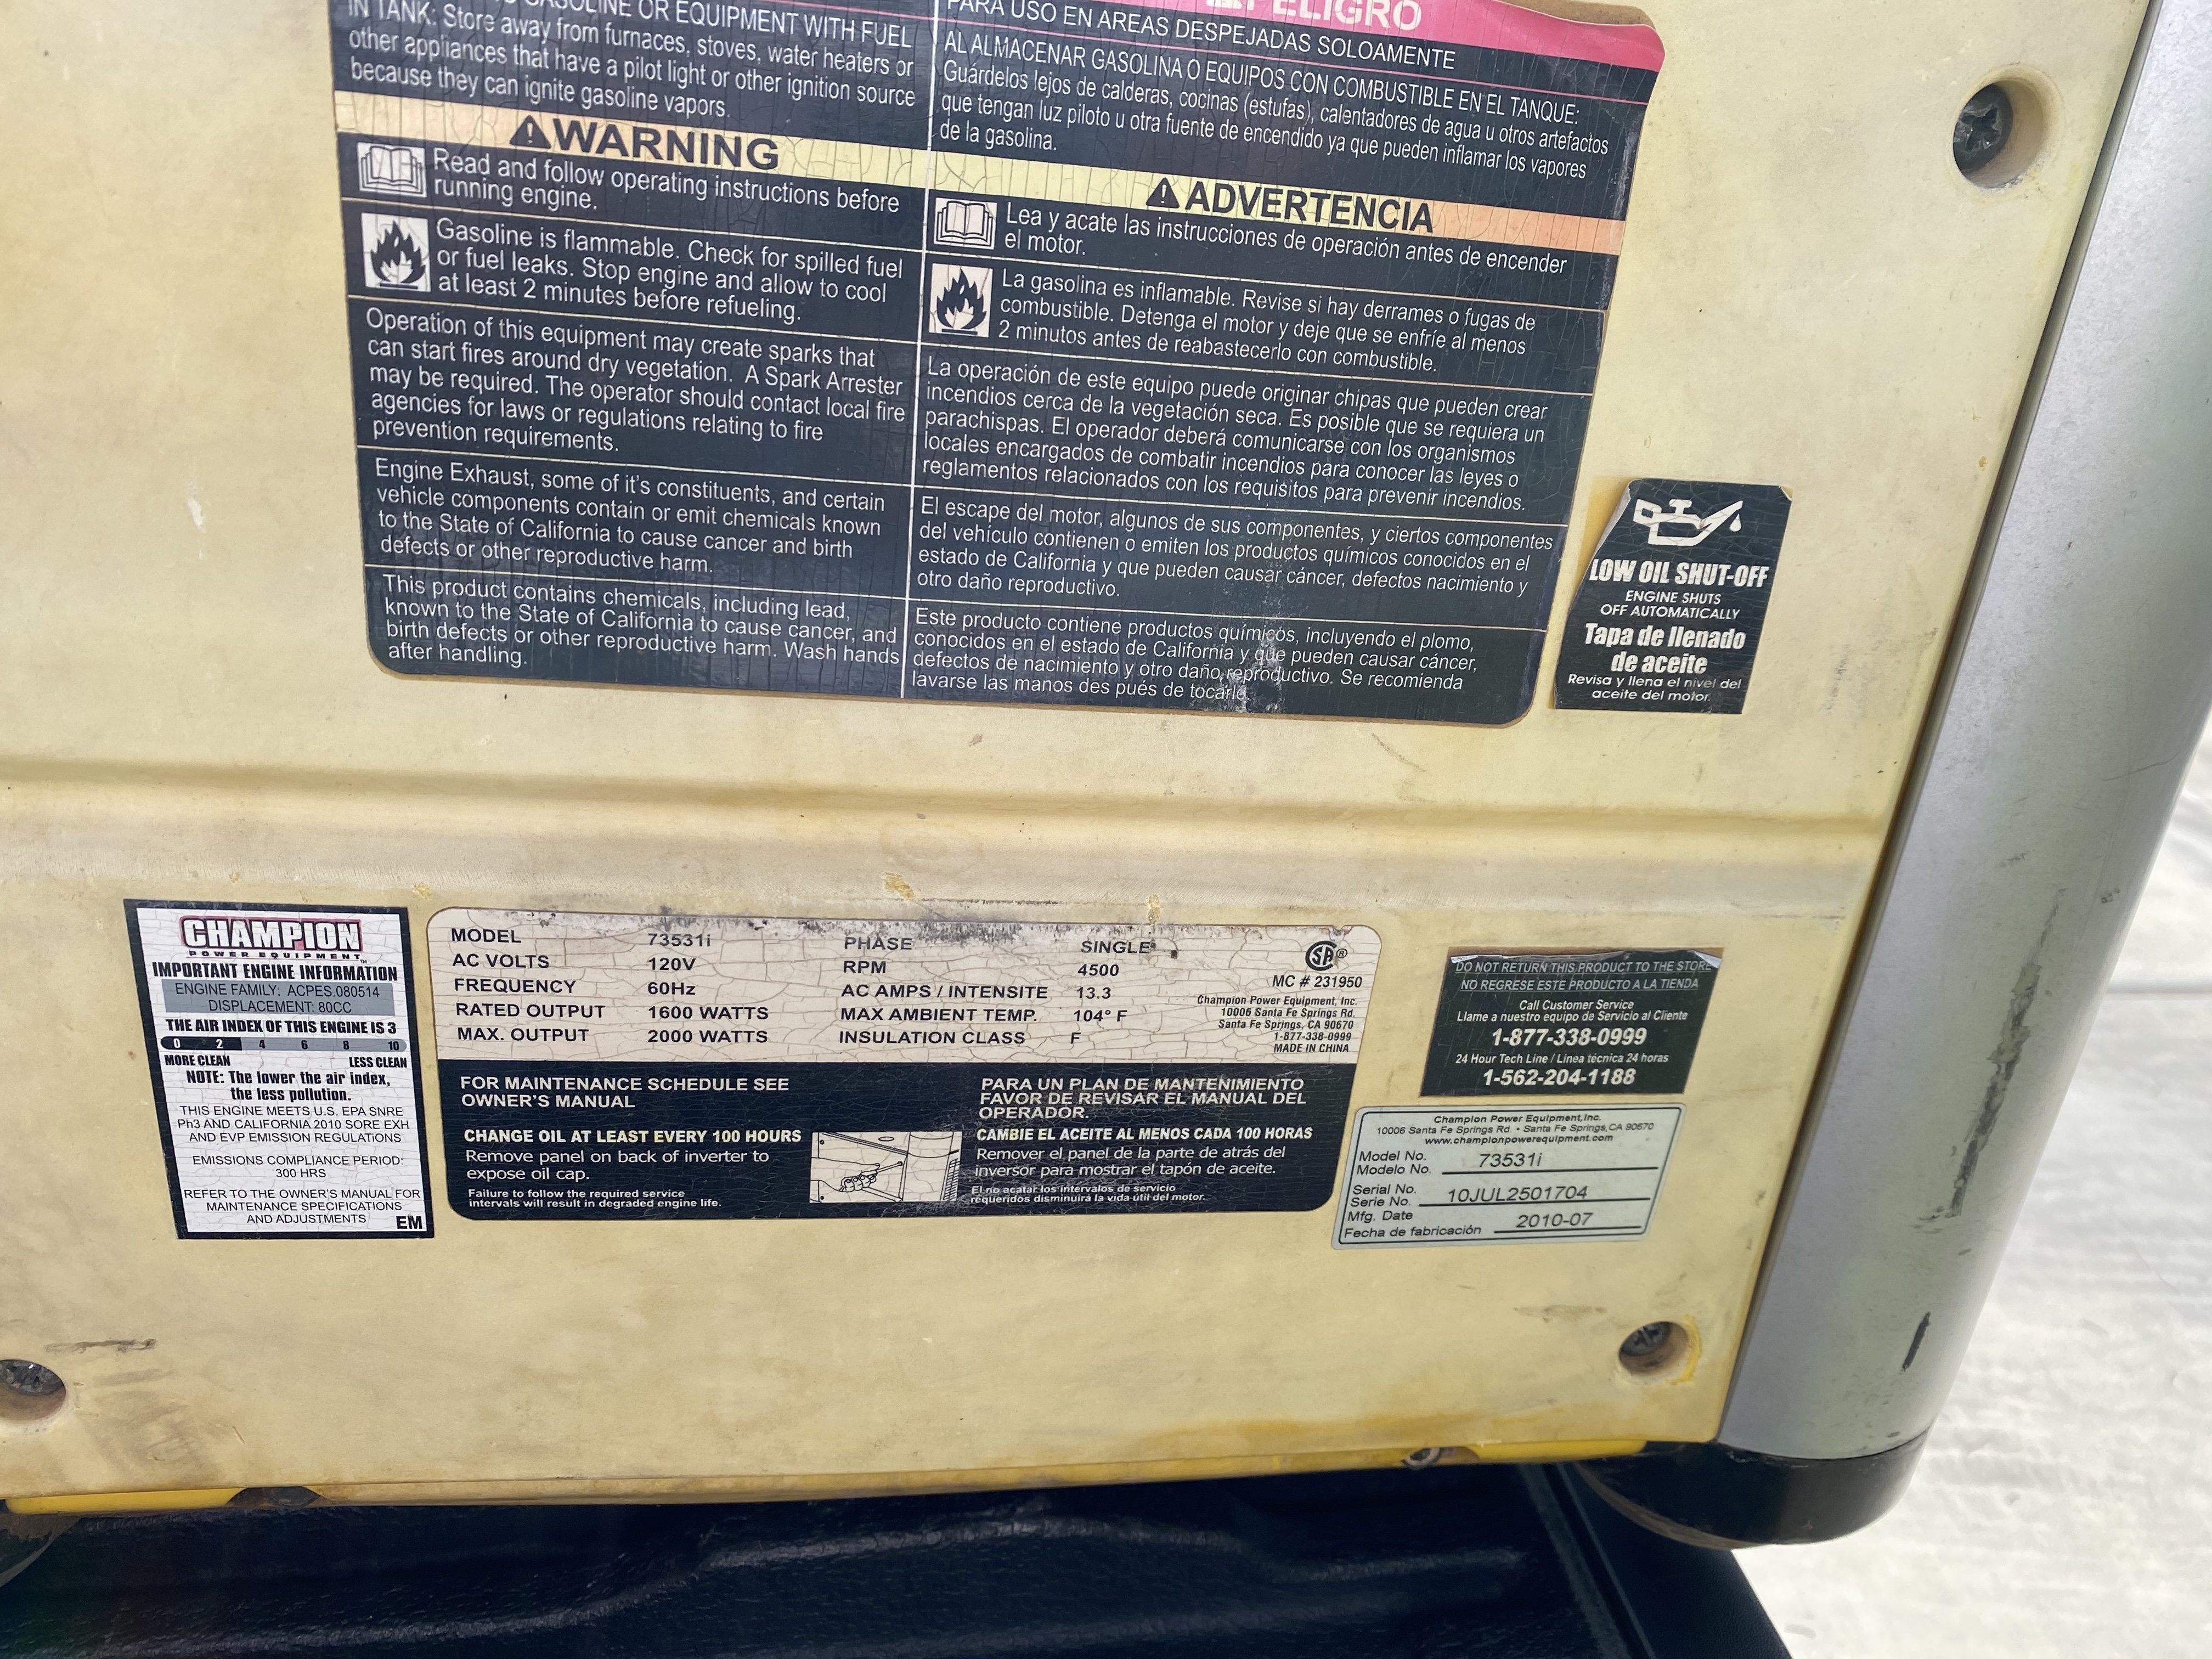 GASOLINE OR EQUIPMENT WITH FUEL
IN TANK: Store away from furnaces, stoves, water heaters or
other appliances that have a pilot light or other ignition source
because they can ignite gasoline vapors.
WARNING
Read and follow operating instructions before
running engine.
Gasoline is flammable. Check for spilled fuel
or fuel leaks. Stop engine and allow to cool
at least 2 minutes before refueling.
Operation of this equipment may create sparks that
can start fires around dry vegetation. A Spark Arrester
may be required. The operator should contact local fire
agencies for laws or regulations relating to fire
prevention requirements.
Engine Exhaust, some of it's constituents, and certain
vehicle components contain or emit chemicals known
to the State of California to cause cancer and birth
defects or other reproductive harm.
This product contains chemicals, including lead,
known to the State of California to cause cancer, and
birth defects or other reproductive harm. Wash hands
after handling.
PELIGRO
PARA USO EN AREAS DESPEJADAS SOLOAMENTE
AL ALMACENAR GASOLINA O EQUIPOS CON COMBUSTIBLE EN EL TANQUE:
Guárdelos lejos de calderas, cocinas (estufas), calentadores de agua u otros artefactos
que tengan luz piloto u otra fuente de encendido ya que pueden inflamar los vapores
de la gasolina.
ADVERTENCIA
Lea y acate las instrucciones de operación antes de encender
el motor.
La gasolina es inflamable. Revise si hay derrames o fugas de
combustible. Detenga el motor y deje que se enfríe al menos
2 minutos antes de reabastecerlo con combustible.
La operación de este equipo puede originar chipas que pueden crear
incendios cerca de la vegetación seca. Es posible que se requiera un
parachispas. El operador deberá comunicarse con los organismos
locales encargados de combatir incendios para conocer las leyes o
reglamentos relacionados con los requisitos para prevenir incendios.
El escape del motor, algunos de sus componentes, y ciertos componentes
del vehículo contienen o emiten los productos químicos conocidos en el
estado de California y que pueden causar cáncer, defectos nacimiento y
otro daño reproductivo.
Este producto contiene productos químicos, incluyendo el plomo,
conocidos en el estado de California y que pueden causar cáncer,
defectos de nacimiento y otro daño reproductivo. Se recomienda
lavarse las manos des pués de tocarlo
LOW OIL SHUT-OFF
ENGINE SHUTS
OFF AUTOMATICALLY
Tapa de llenado
de aceite
Revisa y llena el nivel del
aceite del motor.
CHAMPION
POWER EQUIPMENT™
IMPORTANT ENGINE INFORMATION
ENGINE FAMILY: ACPES.080514
DISPLACEMENT: 80CC
THE AIR INDEX OF THIS ENGINE IS 3
0 2 4 6 8 10
MORE CLEAN LESS CLEAN
NOTE: The lower the air index,
the less pollution.
THIS ENGINE MEETS U.S. EPA SNRE
Ph3 AND CALIFORNIA 2010 SORE EXH
AND EVP EMISSION REGULATIONS
EMISSIONS COMPLIANCE PERIOD:
300 HRS
REFER TO THE OWNER'S MANUAL FOR
MAINTENANCE SPECIFICATIONS
AND ADJUSTMENTS EM
MODEL 73531i PHASE SINGLE
AC VOLTS 120V RPM 4500
FREQUENCY 60Hz AC AMPS / INTENSITE 13.3
RATED OUTPUT 1600 WATTS MAX AMBIENT TEMP. 104° F
MAX. OUTPUT 2000 WATTS INSULATION CLASS F
SA®
MC # 231950
Champion Power Equipment, Inc.
10006 Santa Fe Springs Rd.
Santa Fe Springs, CA 90670
1-877-338-0999
MADE IN CHINA
FOR MAINTENANCE SCHEDULE SEE
OWNER'S MANUAL
CHANGE OIL AT LEAST EVERY 100 HOURS
Remove panel on back of inverter to
expose oil cap.
Failure to follow the required service
intervals will result in degraded engine life.
PARA UN PLAN DE MANTENIMIENTO
FAVOR DE REVISAR EL MANUAL DEL
OPERADOR.
CAMBIE EL ACEITE AL MENOS CADA 100 HORAS
Remover el panel de la parte de atrás del
inversor para mostrar el tapón de aceite.
El no acatar los intervalos de servicio
requeridos disminuirá la vida útil del motor.
DO NOT RETURN THIS PRODUCT TO THE STORE
NO REGRESE ESTE PRODUCTO A LA TIENDA
Call Customer Service
Llame a nuestro equipo de Servicio al Cliente
1-877-338-0999
24 Hour Tech Line / Línea técnica 24 horas
1-562-204-1188
Champion Power Equipment,Inc.
10006 Santa Fe Springs Rd. • Santa Fe Springs,CA 90670
www.championpowerequipment.com
Model No.
Modelo No. 73531i
Serial No.
Serie No. 10JUL2501704
Mfg. Date
Fecha de fabricación 2010-07